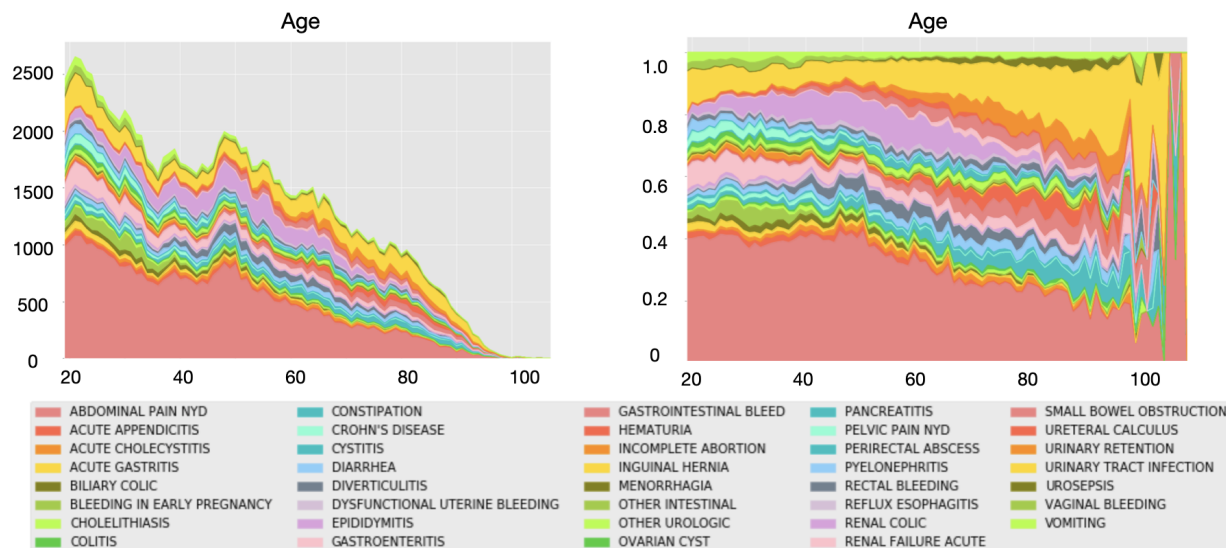 Age
2500
2000
1500
1000
500
0
20 40 60 80 100
Age
1.0
0.8
0.6
0.4
0.2
0
20 40 60 80 100
ABDOMINAL PAIN NYD
ACUTE APPENDICITIS
ACUTE CHOLECYSTITIS
ACUTE GASTRITIS
BILIARY COLIC
BLEEDING IN EARLY PREGNANCY
CHOLELITHIASIS
COLITIS
CONSTIPATION
CROHN'S DISEASE
CYSTITIS
DIARRHEA
DIVERTICULITIS
DYSFUNCTIONAL UTERINE BLEEDING
EPIDIDYMITIS
GASTROENTERITIS
GASTROINTESTINAL BLEED
HEMATURIA
INCOMPLETE ABORTION
INGUINAL HERNIA
MENORRHAGIA
OTHER INTESTINAL
OTHER UROLOGIC
OVARIAN CYST
PANCREATITIS
PELVIC PAIN NYD
PERIRECTAL ABSCESS
PYELONEPHRITIS
RECTAL BLEEDING
REFLUX ESOPHAGITIS
RENAL COLIC
RENAL FAILURE ACUTE
SMALL BOWEL OBSTRUCTION
URETERAL CALCULUS
URINARY RETENTION
URINARY TRACT INFECTION
UROSEPSIS
VAGINAL BLEEDING
VOMITING